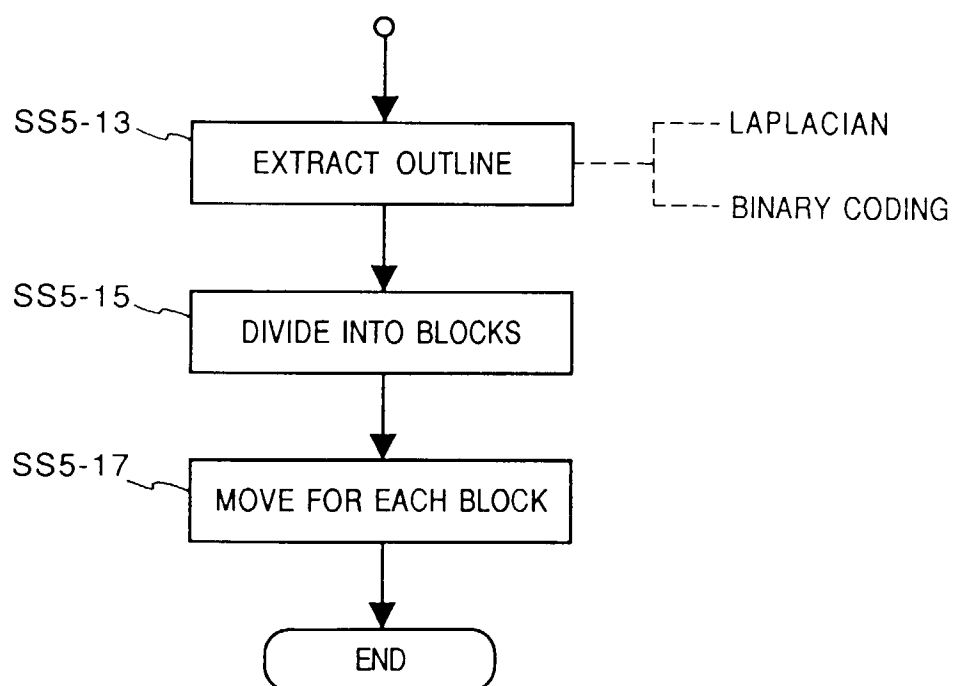 SS5-13
EXTRACT OUTLINE
LAPLACIAN
BINARY CODING
SS5-15
DIVIDE INTO BLOCKS
SS5-17
MOVE FOR EACH BLOCK
END